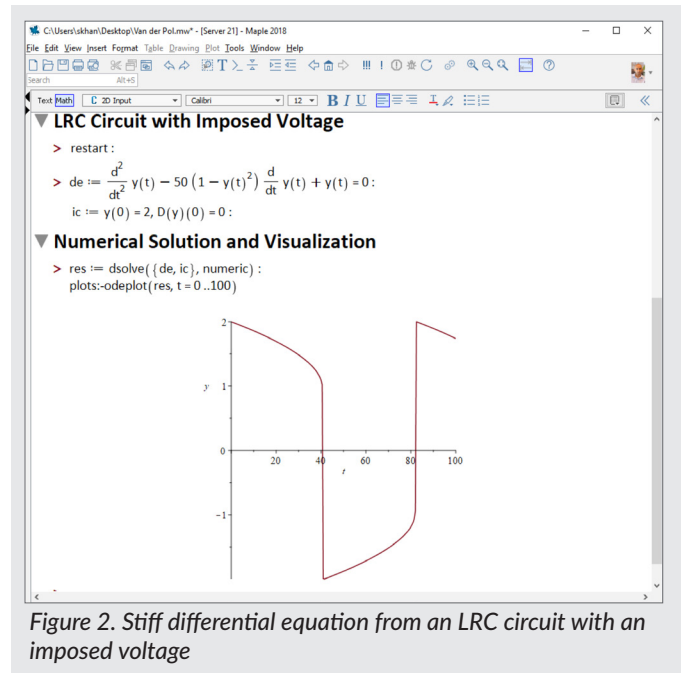 C:\Users\skhan\Desktop\Van der Pol.mw* - [Server 21] - Maple 2018
File Edit View Insert Format Table Drawing Plot Tools Window Help
Search Alt+S
Text Math C 2D Input Calibri 12 B I U
LRC Circuit with Imposed Voltage
> restart :
> de := d²/dt² y(t) − 50 (1 − y(t)²) d/dt y(t) + y(t) = 0 :
ic := y(0) = 2, D(y)(0) = 0 :
Numerical Solution and Visualization
> res := dsolve({de, ic}, numeric) :
plots:-odeplot(res, t = 0 ..100)
2
y 1
0
20 40 60 80 100
t
−1
Figure 2. Stiff differential equation from an LRC circuit with an
imposed voltage